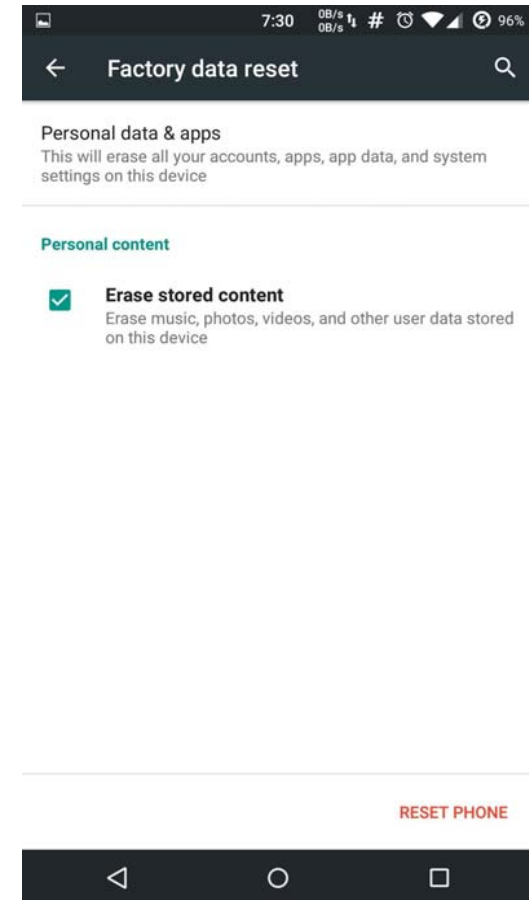 7:30 0B/s 0B/s # 96%
Factory data reset
Personal data & apps
This will erase all your accounts, apps, app data, and system
settings on this device
Personal content
Erase stored content
Erase music, photos, videos, and other user data stored
on this device
RESET PHONE